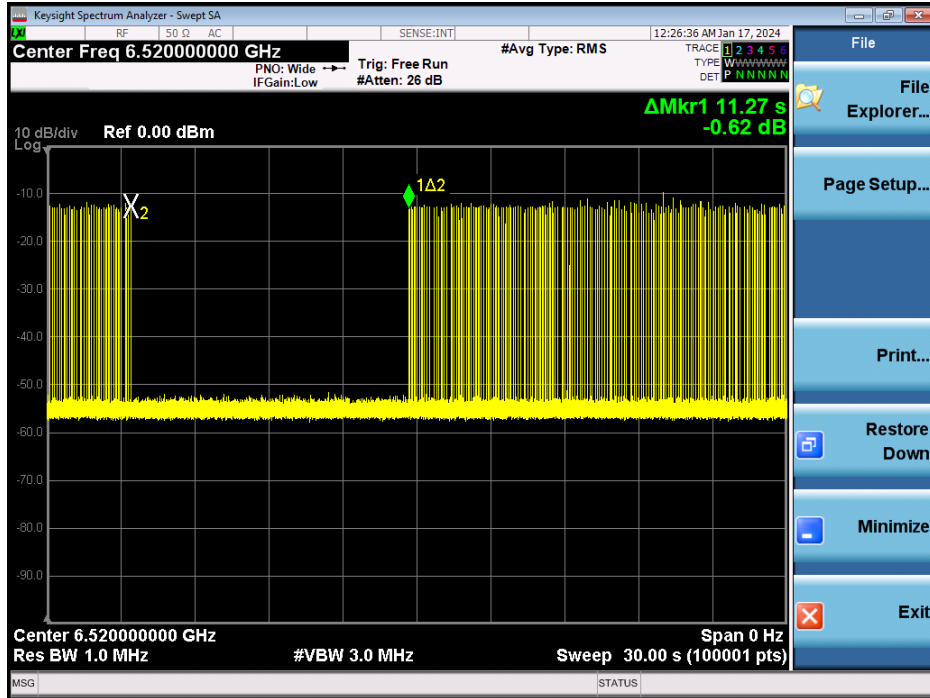 Keysight Spectrum Analyzer - Swept SA
LXI RF 50 Ω AC SENSE:INT 12:26:36 AM Jan 17, 2024
Center Freq 6.520000000 GHz
PNO: Wide
IFGain:Low
Trig: Free Run
#Atten: 26 dB
#Avg Type: RMS
TRACE 1 2 3 4 5 6
TYPE WWWWWW
DET P N N N N N
ΔMkr1 11.27 s
-0.62 dB
10 dB/div Ref 0.00 dBm
Log
-10.0
-20.0
-30.0
-40.0
-50.0
-60.0
-70.0
-80.0
-90.0
X2
1Δ2
Center 6.520000000 GHz Span 0 Hz
Res BW 1.0 MHz #VBW 3.0 MHz Sweep 30.00 s (100001 pts)
MSG STATUS
File
File
Explorer...
Page Setup...
Print...
Restore
Down
Minimize
Exit